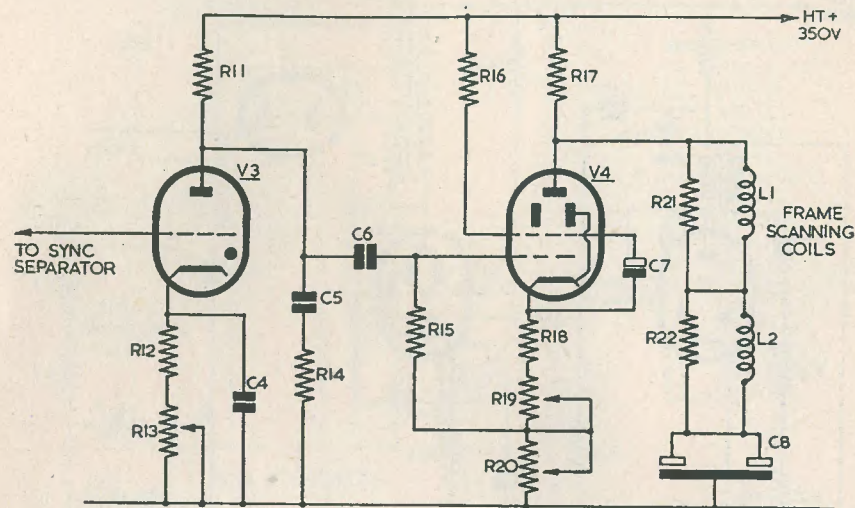 HT+
350V
R11
R16
R17
V3
V4
R21
L1
FRAME
SCANNING
COILS
TO SYNC
SEPARATOR
C6
C7
C5
R15
R18
R22
L2
R12
R14
C4
R19
R13
C8
R20